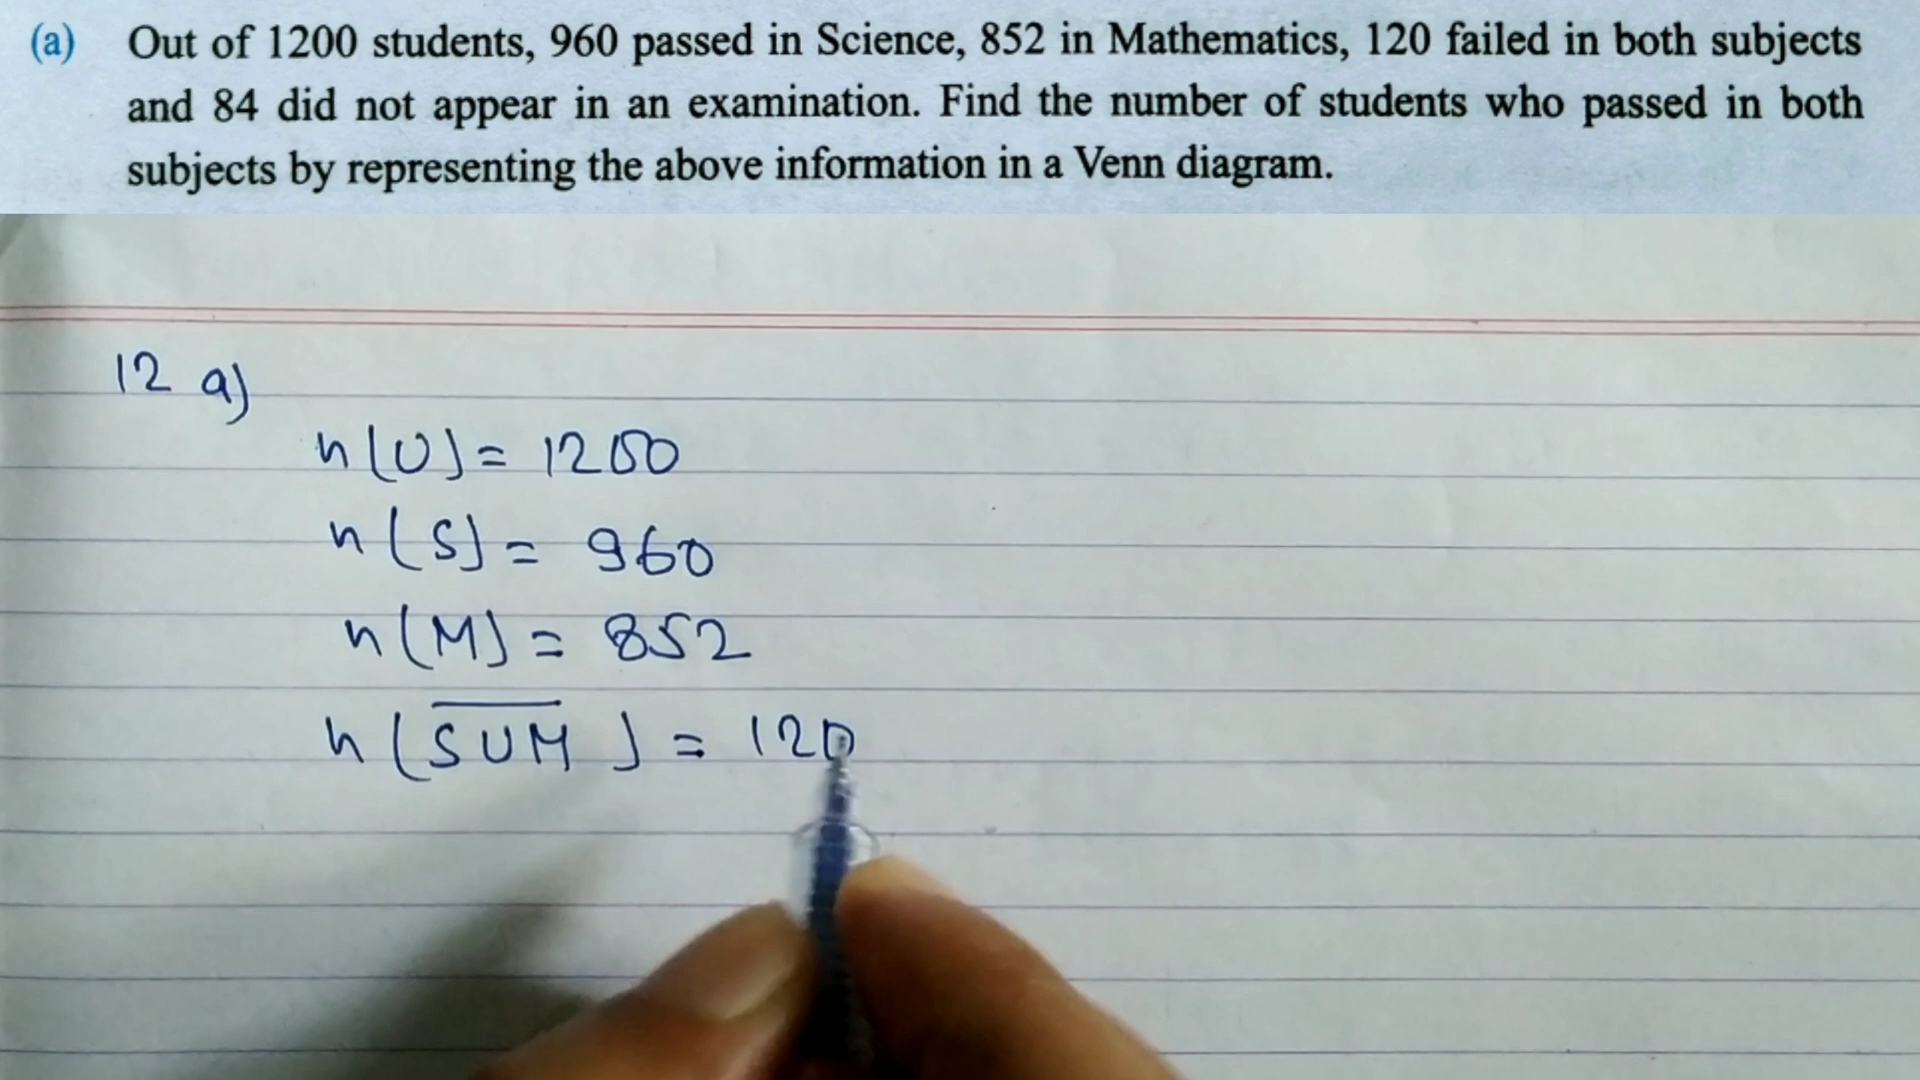 (a) Out of 1200 students, 960 passed in Science, 852 in Mathematics, 120 failed in both subjects
and 84 did not appear in an examination. Find the number of students who passed in both
subjects by representing the above information in a Venn diagram.
12 a)
n(U) = 1200
n(S) = 960
n(M) = 852
n(\overline{S∪M}) = 120